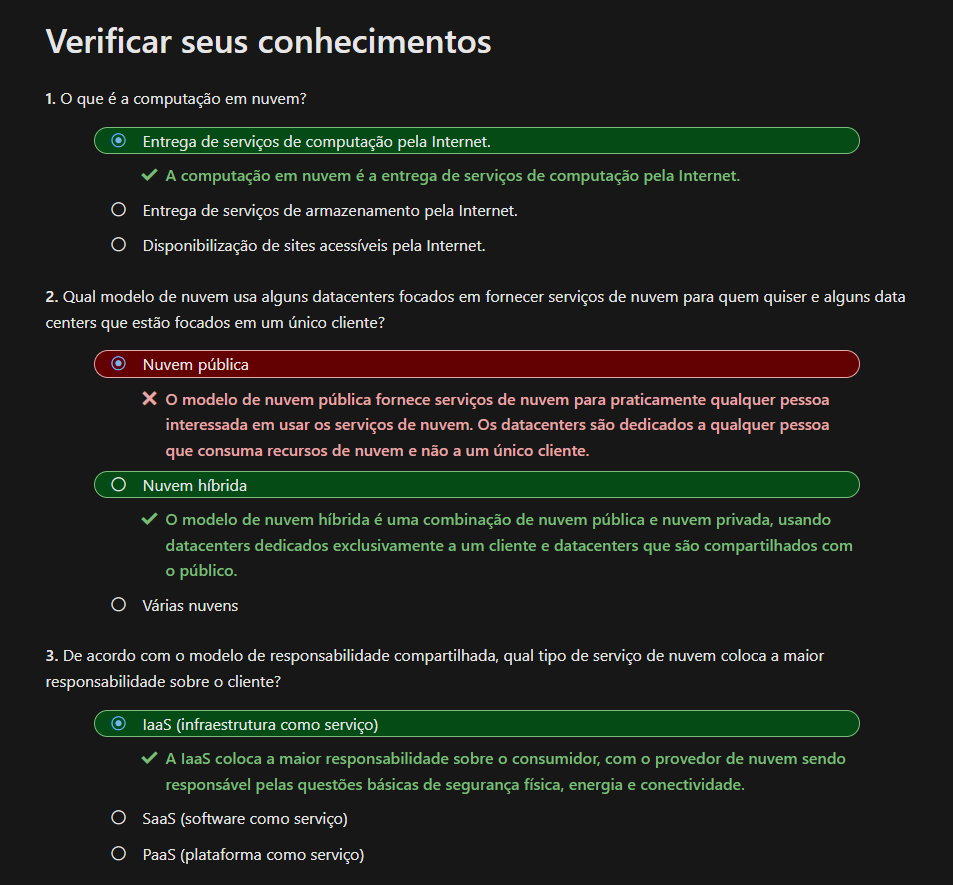 Verificar seus conhecimentos
1. O que é a computação em nuvem?
Entrega de serviços de computação pela Internet.
A computação em nuvem é a entrega de serviços de computação pela Internet.
Entrega de serviços de armazenamento pela Internet.
Disponibilização de sites acessíveis pela Internet.
2. Qual modelo de nuvem usa alguns datacenters focados em fornecer serviços de nuvem para quem quiser e alguns data
centers que estão focados em um único cliente?
Nuvem pública
O modelo de nuvem pública fornece serviços de nuvem para praticamente qualquer pessoa
interessada em usar os serviços de nuvem. Os datacenters são dedicados a qualquer pessoa
que consuma recursos de nuvem e não a um único cliente.
Nuvem híbrida
O modelo de nuvem híbrida é uma combinação de nuvem pública e nuvem privada, usando
datacenters dedicados exclusivamente a um cliente e datacenters que são compartilhados com
o público.
Várias nuvens
3. De acordo com o modelo de responsabilidade compartilhada, qual tipo de serviço de nuvem coloca a maior
responsabilidade sobre o cliente?
IaaS (infraestrutura como serviço)
A IaaS coloca a maior responsabilidade sobre o consumidor, com o provedor de nuvem sendo
responsável pelas questões básicas de segurança física, energia e conectividade.
SaaS (software como serviço)
PaaS (plataforma como serviço)